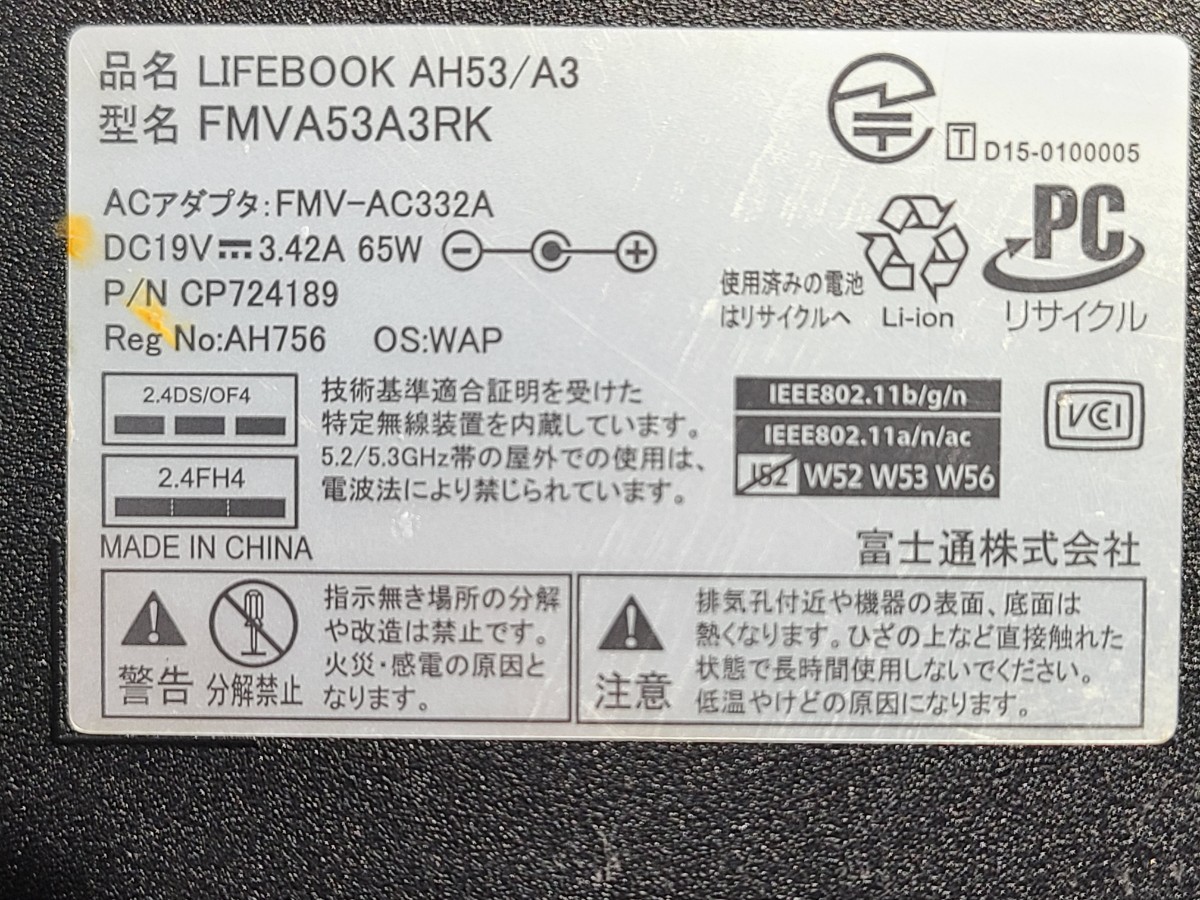 品名 LIFEBOOK AH53/A3
型名 FMVA53A3RK
T D15-0100005
ACアダプタ:FMV-AC332A
DC19V 3.42A 65W
P/N CP724189
Reg No:AH756 OS:WAP
使用済みの電池
はリサイクルへ
Li-ion
PC
リサイクル
2.4DS/OF4
2.4FH4
技術基準適合証明を受けた
特定無線装置を内蔵しています。
5.2/5.3GHz帯の屋外での使用は、
電波法により禁じられています。
IEEE802.11b/g/n
IEEE802.11a/n/ac
J52 W52 W53 W56
VCCI
MADE IN CHINA
富士通株式会社
警告
分解禁止
指示無き場所の分解
や改造は禁止です。
火災・感電の原因と
なります。
注意
排気孔付近や機器の表面、底面は
熱くなります。ひざの上など直接触れた
状態で長時間使用しないでください。
低温やけどの原因になります。